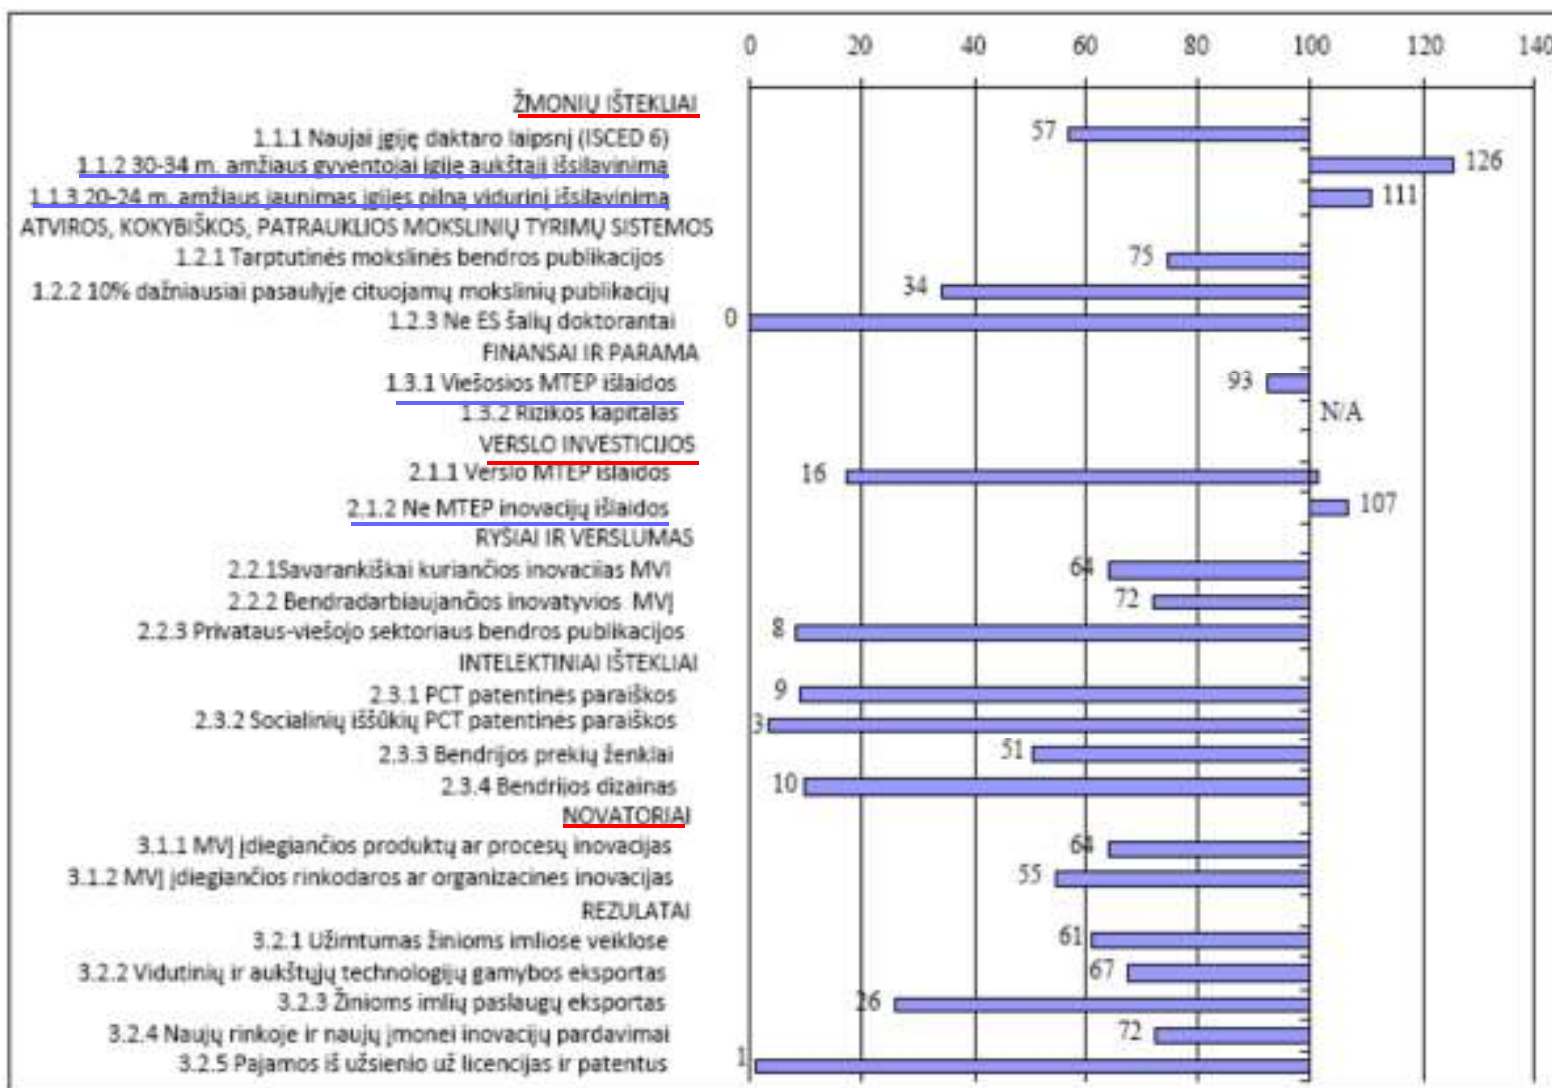 0 20 40 60 80 100 120 140
ŽMONIŲ IŠTEKLIAI
1.1.1 Naujai įgiję daktaro laipsnį (ISCED 6) 57
1.1.2 30-34 m. amžiaus gyventojai įgiję aukštąjį išsilavinimą 126
1.1.3 20-24 m. amžiaus jaunimas įgijęs pilną vidurinį išsilavinimą 111
ATVIROS, KOKYBIŠKOS, PATRAUKLIOS MOKSLINIŲ TYRIMŲ SISTEMOS
1.2.1 Tarptutinės mokslinės bendros publikacijos 75
1.2.2 10% dažniausiai pasaulyje cituojamų mokslinių publikacijų 34
1.2.3 Ne ES šalių doktorantai 0
FINANSAI IR PARAMA
1.3.1 Viešosios MTEP išlaidos 93
1.3.2 Rizikos kapitalas N/A
VERSLO INVESTICIJOS
2.1.1 Verslo MTEP išlaidos 16
2.1.2 Ne MTEP inovacijų išlaidos 107
RYŠIAI IR VERSLUMAS
2.2.1Savarankiškai kuriančios inovacijas MVĮ 64
2.2.2 Bendradarbiaujančios inovatyvios MVĮ 72
2.2.3 Privataus-viešojo sektoriaus bendros publikacijos 8
INTELEKTINIAI IŠTEKLIAI
2.3.1 PCT patentinės paraiškos 9
2.3.2 Socialinių iššūkių PCT patentinės paraiškos 3
2.3.3 Bendrijos prekių ženklai 51
2.3.4 Bendrijos dizainas 10
NOVATORIAI
3.1.1 MVĮ įdiegiančios produktų ar procesų inovacijas 64
3.1.2 MVĮ įdiegiančios rinkodaros ar organizacines inovacijas 55
REZULATAI
3.2.1 Užimtumas žinioms imliose veiklose 61
3.2.2 Vidutinių ir aukštųjų technologijų gamybos eksportas 67
3.2.3 Žinioms imlių paslaugų eksportas 26
3.2.4 Naujų rinkoje ir naujų įmonei inovacijų pardavimai 72
3.2.5 Pajamos iš užsienio už licencijas ir patentus 1